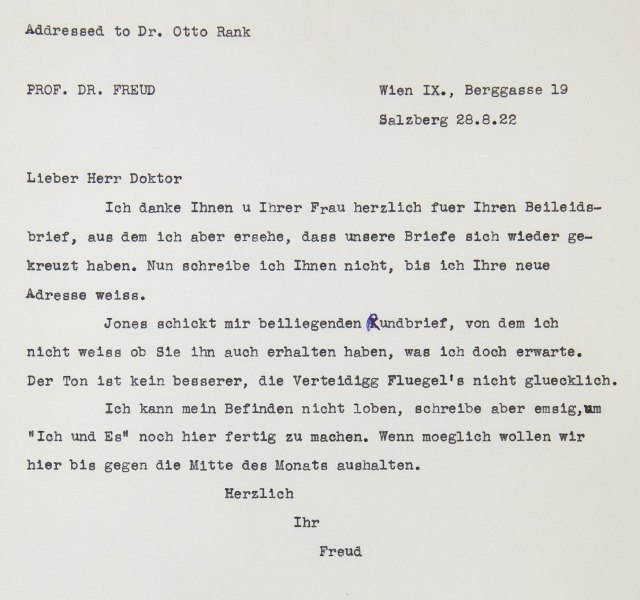 Addressed to Dr. Otto Rank
PROF. DR. FREUD Wien IX., Berggasse 19
Salzberg 28.8.22
Lieber Herr Doktor
Ich danke Ihnen u Ihrer Frau herzlich fuer Ihren Beileids-
brief, aus dem ich aber ersehe, dass unsere Briefe sich wieder ge-
kreuzt haben. Nun schreibe ich Ihnen nicht, bis ich Ihre neue
Adresse weiss.
Jones schickt mir beiliegenden Rundbrief, von dem ich
nicht weiss ob Sie ihn auch erhalten haben, was ich doch erwarte.
Der Ton ist kein besserer, die Verteidigg Fluegel's nicht gluecklich.
Ich kann mein Befinden nicht loben, schreibe aber emsig, um
"Ich und Es" noch hier fertig zu machen. Wenn moeglich wollen wir
hier bis gegen die Mitte des Monats aushalten.
Herzlich
Ihr
Freud